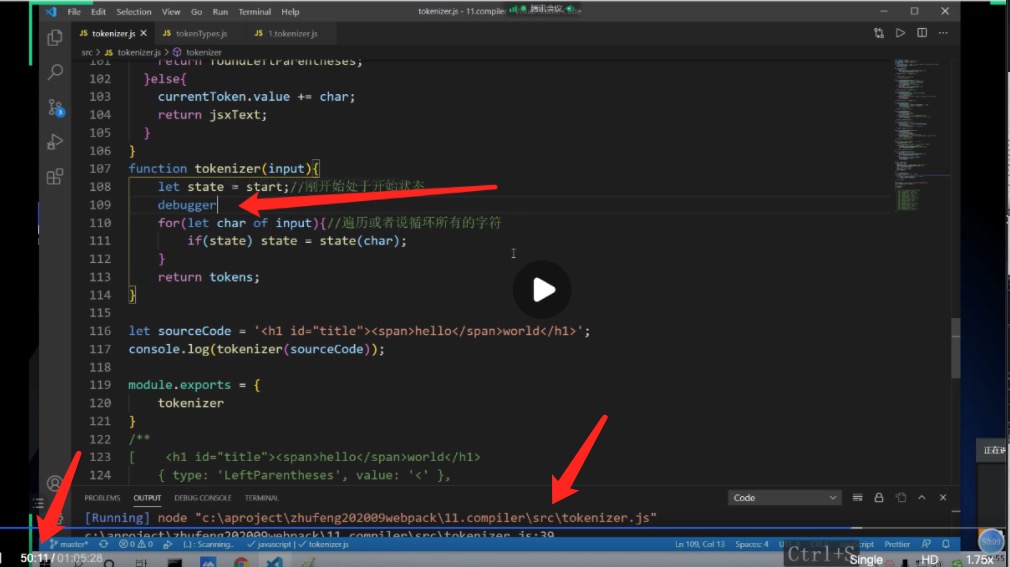 File Edit Selection View Go Run Terminal Help
tokenizer.js - 11.compiler
腾讯会议
JS tokenizer.js
JS tokenTypes.js
JS 1.tokenizer.js
src > JS tokenizer.js > tokenizer
101 return foundLeftParentheses;
102 }else{
103 currentToken.value += char;
104 return jsxText;
105 }
106 }
107 function tokenizer(input){
108 let state = start;//刚开始处于开始状态
109 debugger
110 for(let char of input){//遍历或者说循环所有的字符
111 if(state) state = state(char);
112 }
113 return tokens;
114 }
115
116 let sourceCode = '<h1 id="title"><span>hello</span>world</h1>';
117 console.log(tokenizer(sourceCode));
118
119 module.exports = {
120 tokenizer
121 }
122 /**
123 [ <h1 id="title"><span>hello</span>world</h1>
124 { type: 'LeftParentheses', value: '<' },
正在讲
PROBLEMS OUTPUT DEBUG CONSOLE TERMINAL
Code
[Running] node "c:\aproject\zhufeng202009webpack\11.compiler\src\tokenizer.js"
c:\aproject\zhufeng202009webpack\11.compiler\src\tokenizer.js:39
master* 0 0 {..}: Scanning.. javascript | tokenizer.js
Ln 109, Col 13 Spaces: 4 Prettier
Ctrl+S
50:11 / 01:05:28
Single HD 1.75x